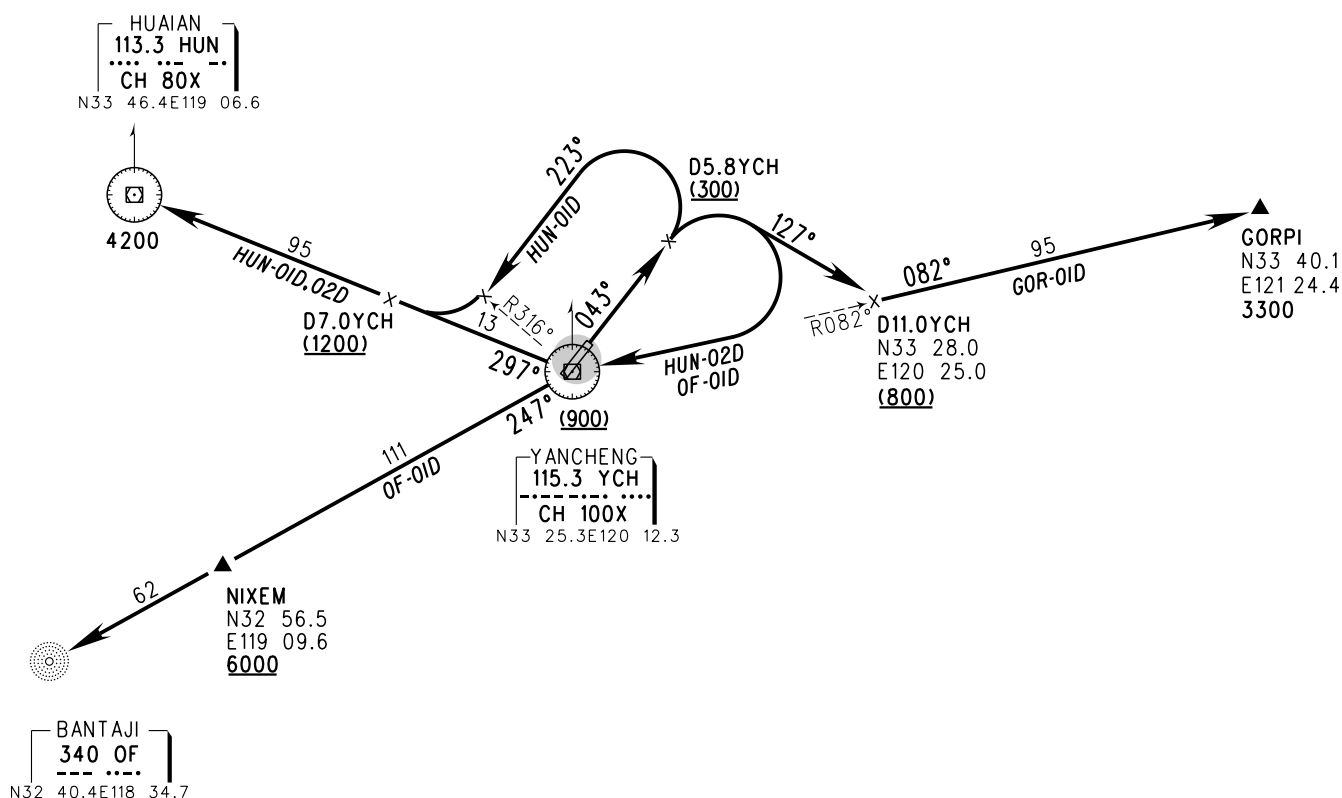 HUAIAN
113.3 HUN
CH 80X
N33 46.4E119 06.6
4200
95
HUN-01D,02D
D7.0YCH
(1200)
13
297°
R316°
223°
HUN-01D
043°
D5.8YCH
(300)
127°
HUN-02D
OF-01D
R082°
082°
95
GOR-01D
D11.0YCH
N33 28.0
E120 25.0
(800)
GORPI
N33 40.1
E121 24.4
3300
(900)
YANCHENG
115.3 YCH
CH 100X
N33 25.3E120 12.3
247°
111
OF-01D
NIXEM
N32 56.5
E119 09.6
6000
62
BANTAJI
340 OF
N32 40.4E118 34.7